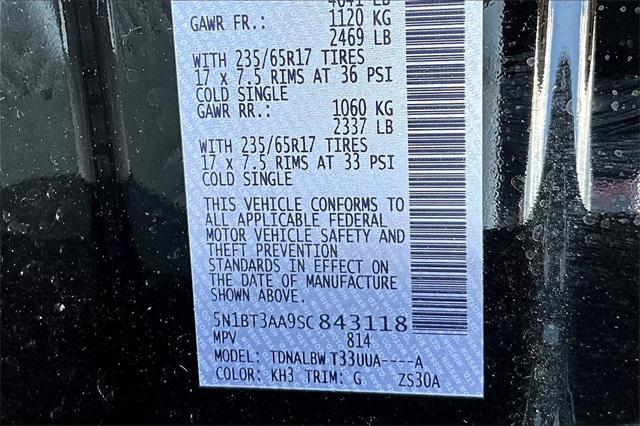 4641 LB
GAWR FR.: 1120 KG
2469 LB
WITH 235/65R17 TIRES
17 x 7.5 RIMS AT 36 PSI
COLD SINGLE
GAWR RR.: 1060 KG
2337 LB
WITH 235/65R17 TIRES
17 x 7.5 RIMS AT 33 PSI
COLD SINGLE
THIS VEHICLE CONFORMS TO
ALL APPLICABLE FEDERAL
MOTOR VEHICLE SAFETY AND
THEFT PREVENTION
STANDARDS IN EFFECT ON
THE DATE OF MANUFACTURE
SHOWN ABOVE.
5N1BT3AA9SC843118
MPV 814
MODEL: TDNALBW T33UUA----A
COLOR: KH3 TRIM: G ZS30A